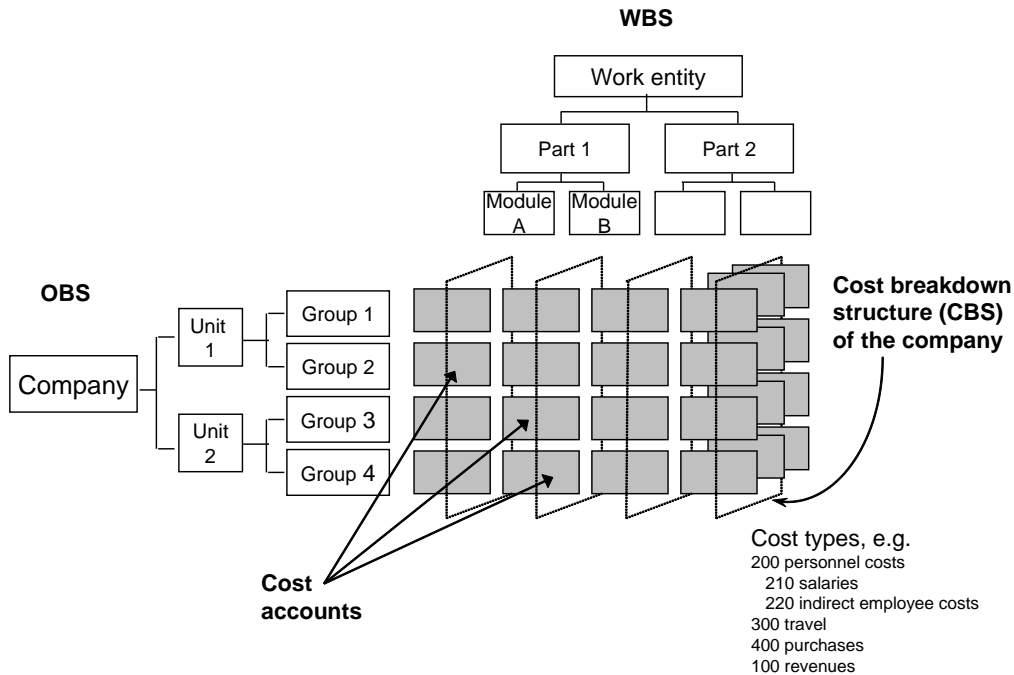 WBS
Work entity
Part 1
Part 2
Module
A
Module
B
OBS
Company
Unit
1
Unit
2
Group 1
Group 2
Group 3
Group 4
Cost breakdown
structure (CBS)
of the company
Cost
accounts
Cost types, e.g.
200 personnel costs
210 salaries
220 indirect employee costs
300 travel
400 purchases
100 revenues